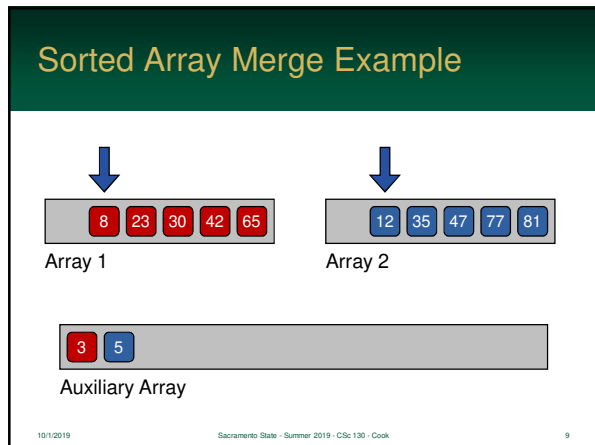 Sorted Array Merge Example
8 23 30 42 65
12 35 47 77 81
Array 1
Array 2
3 5
Auxiliary Array
10/1/2019
Sacramento State - Summer 2019 - CSc 130 - Cook
9